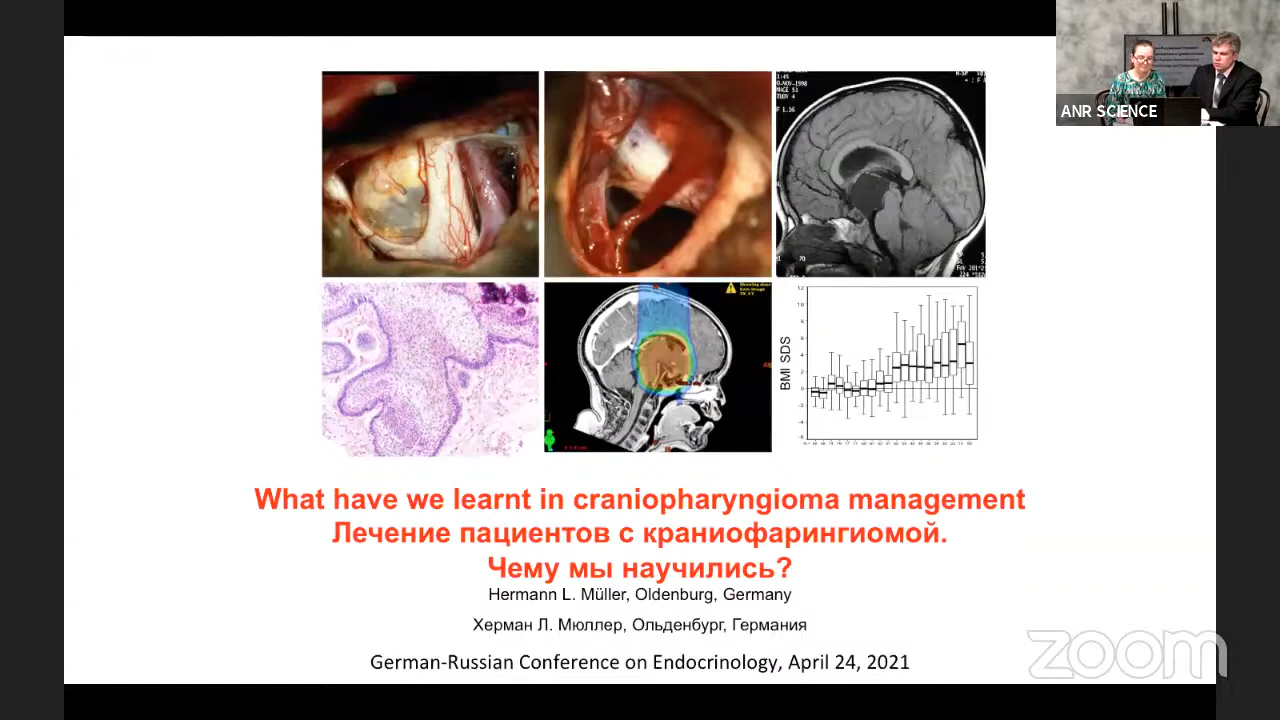 ANR SCIENCE
BMI SDS
What have we learnt in craniopharyngioma management
Лечение пациентов с краниофарингиомой.
Чему мы научились?
Hermann L. Müller, Oldenburg, Germany
Херман Л. Мюллер, Ольденбург, Германия
German-Russian Conference on Endocrinology, April 24, 2021
zoom